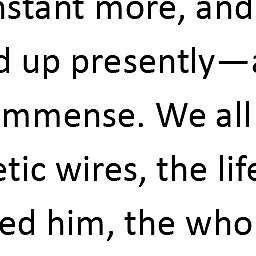 nstant more, and
d up presently—a
mmense. We all
etic wires, the life
ed him, the who